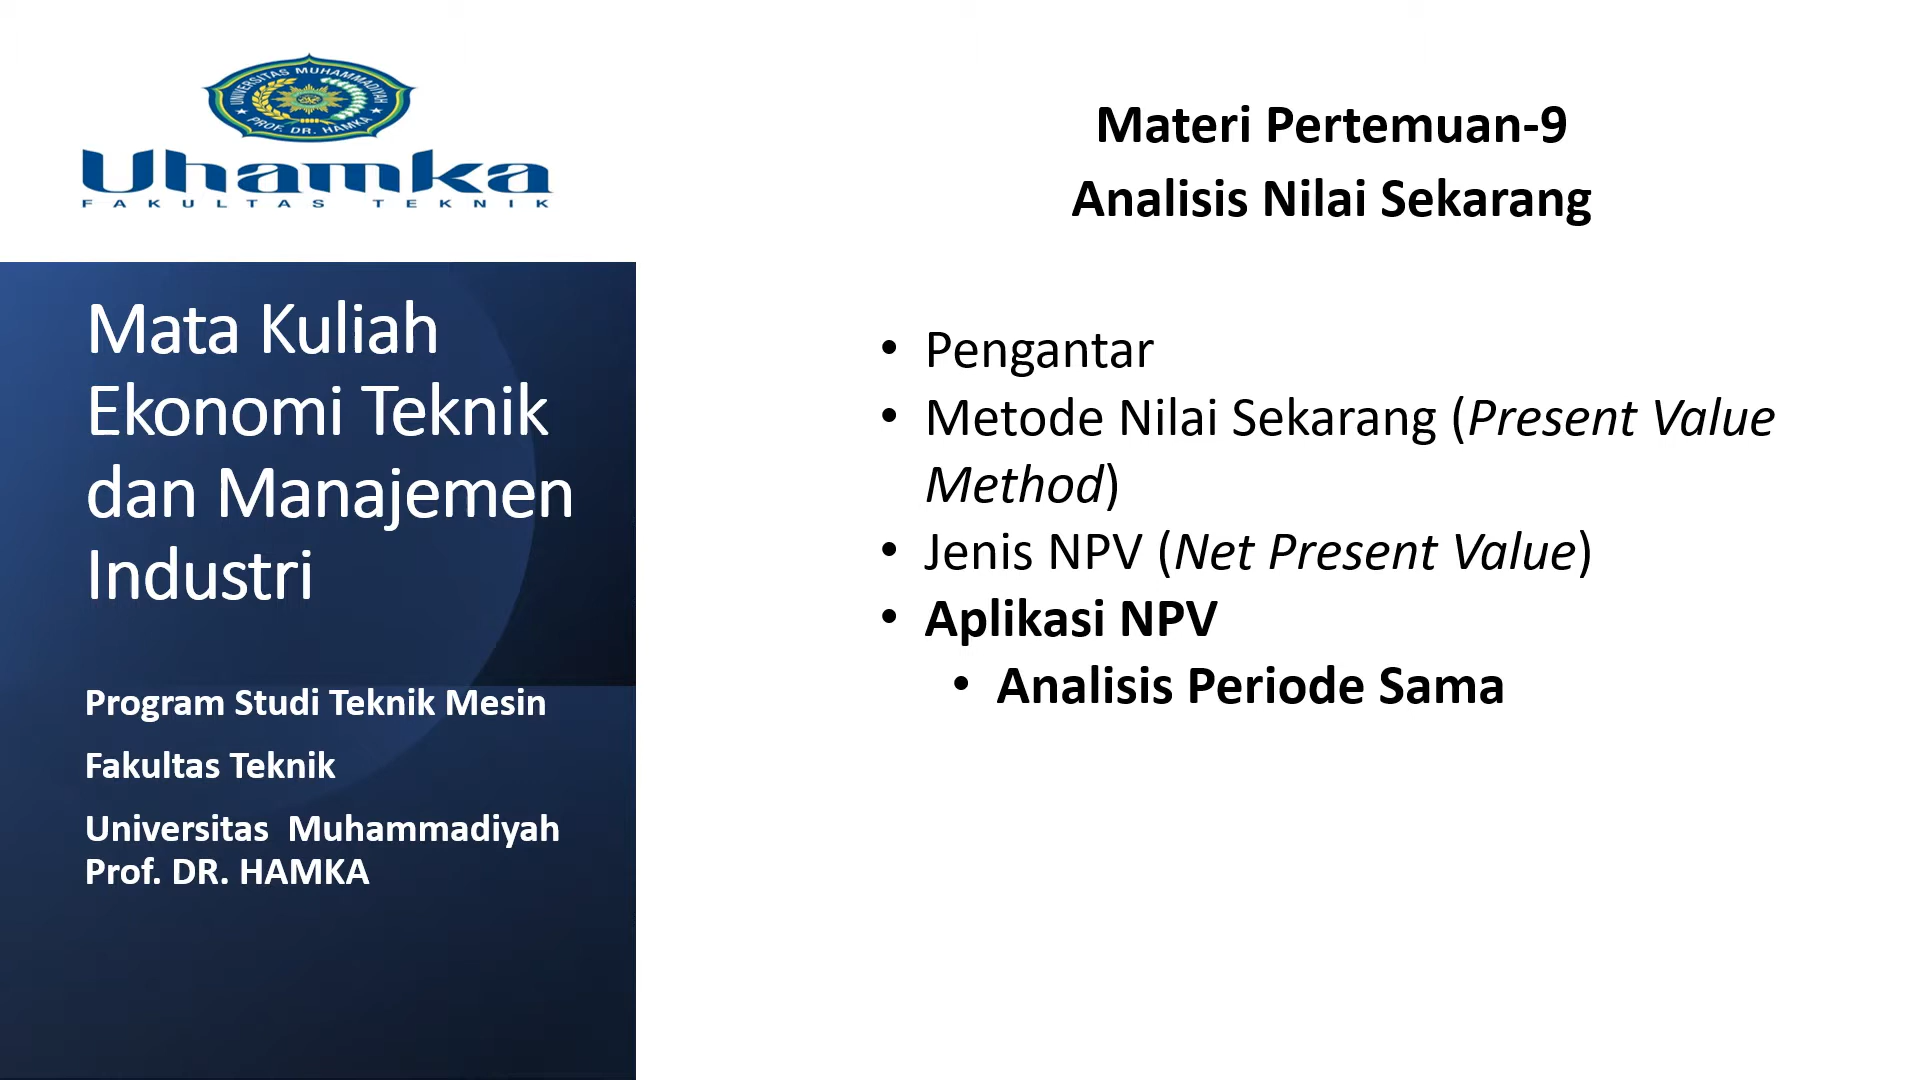 UNIVERSITAS MUHAMMADIYAH
PROF. DR. HAMKA
Uhamka
FAKULTAS TEKNIK
Mata Kuliah
Ekonomi Teknik
dan Manajemen
Industri
Program Studi Teknik Mesin
Fakultas Teknik
Universitas Muhammadiyah
Prof. DR. HAMKA
Materi Pertemuan-9
Analisis Nilai Sekarang
• Pengantar
• Metode Nilai Sekarang (Present Value
Method)
• Jenis NPV (Net Present Value)
• Aplikasi NPV
• Analisis Periode Sama